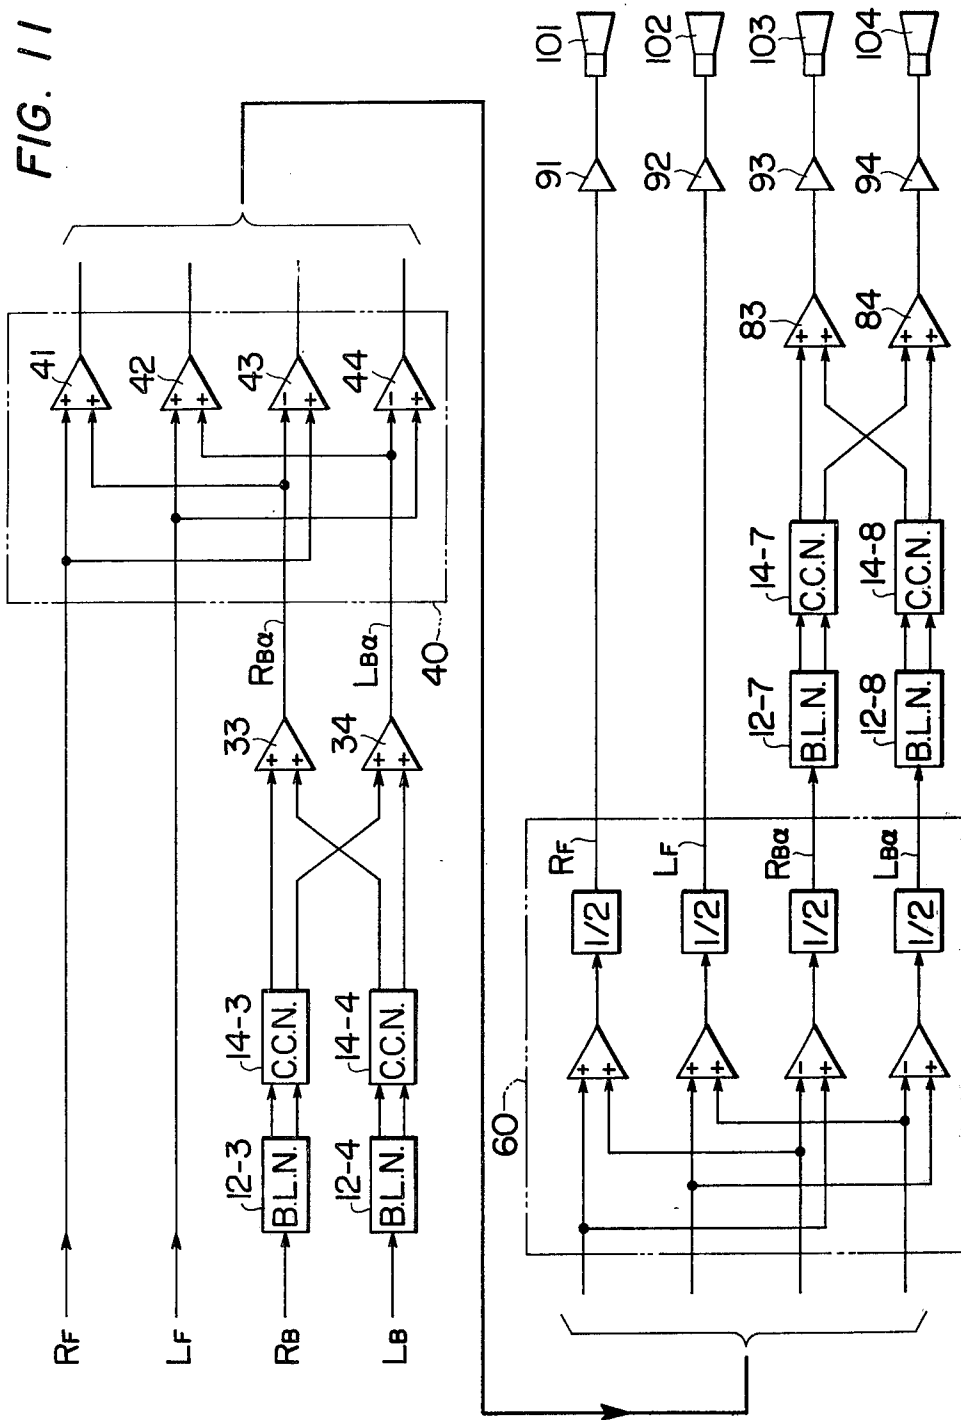 FIG. 11
RF
LF
RB
LB
12-3
B.L.N.
14-3
C.C.N.
12-4
B.L.N.
14-4
C.C.N.
33
+
+
34
+
+
RBα
LBα
40
41
+
+
42
+
+
43
-
+
44
-
+
60
+
+
+
+
-
+
-
+
1/2
1/2
1/2
1/2
RF
LF
RBα
LBα
12-7
B.L.N.
14-7
C.C.N.
12-8
B.L.N.
14-8
C.C.N.
83
+
+
84
+
+
91
92
93
94
101
102
103
104